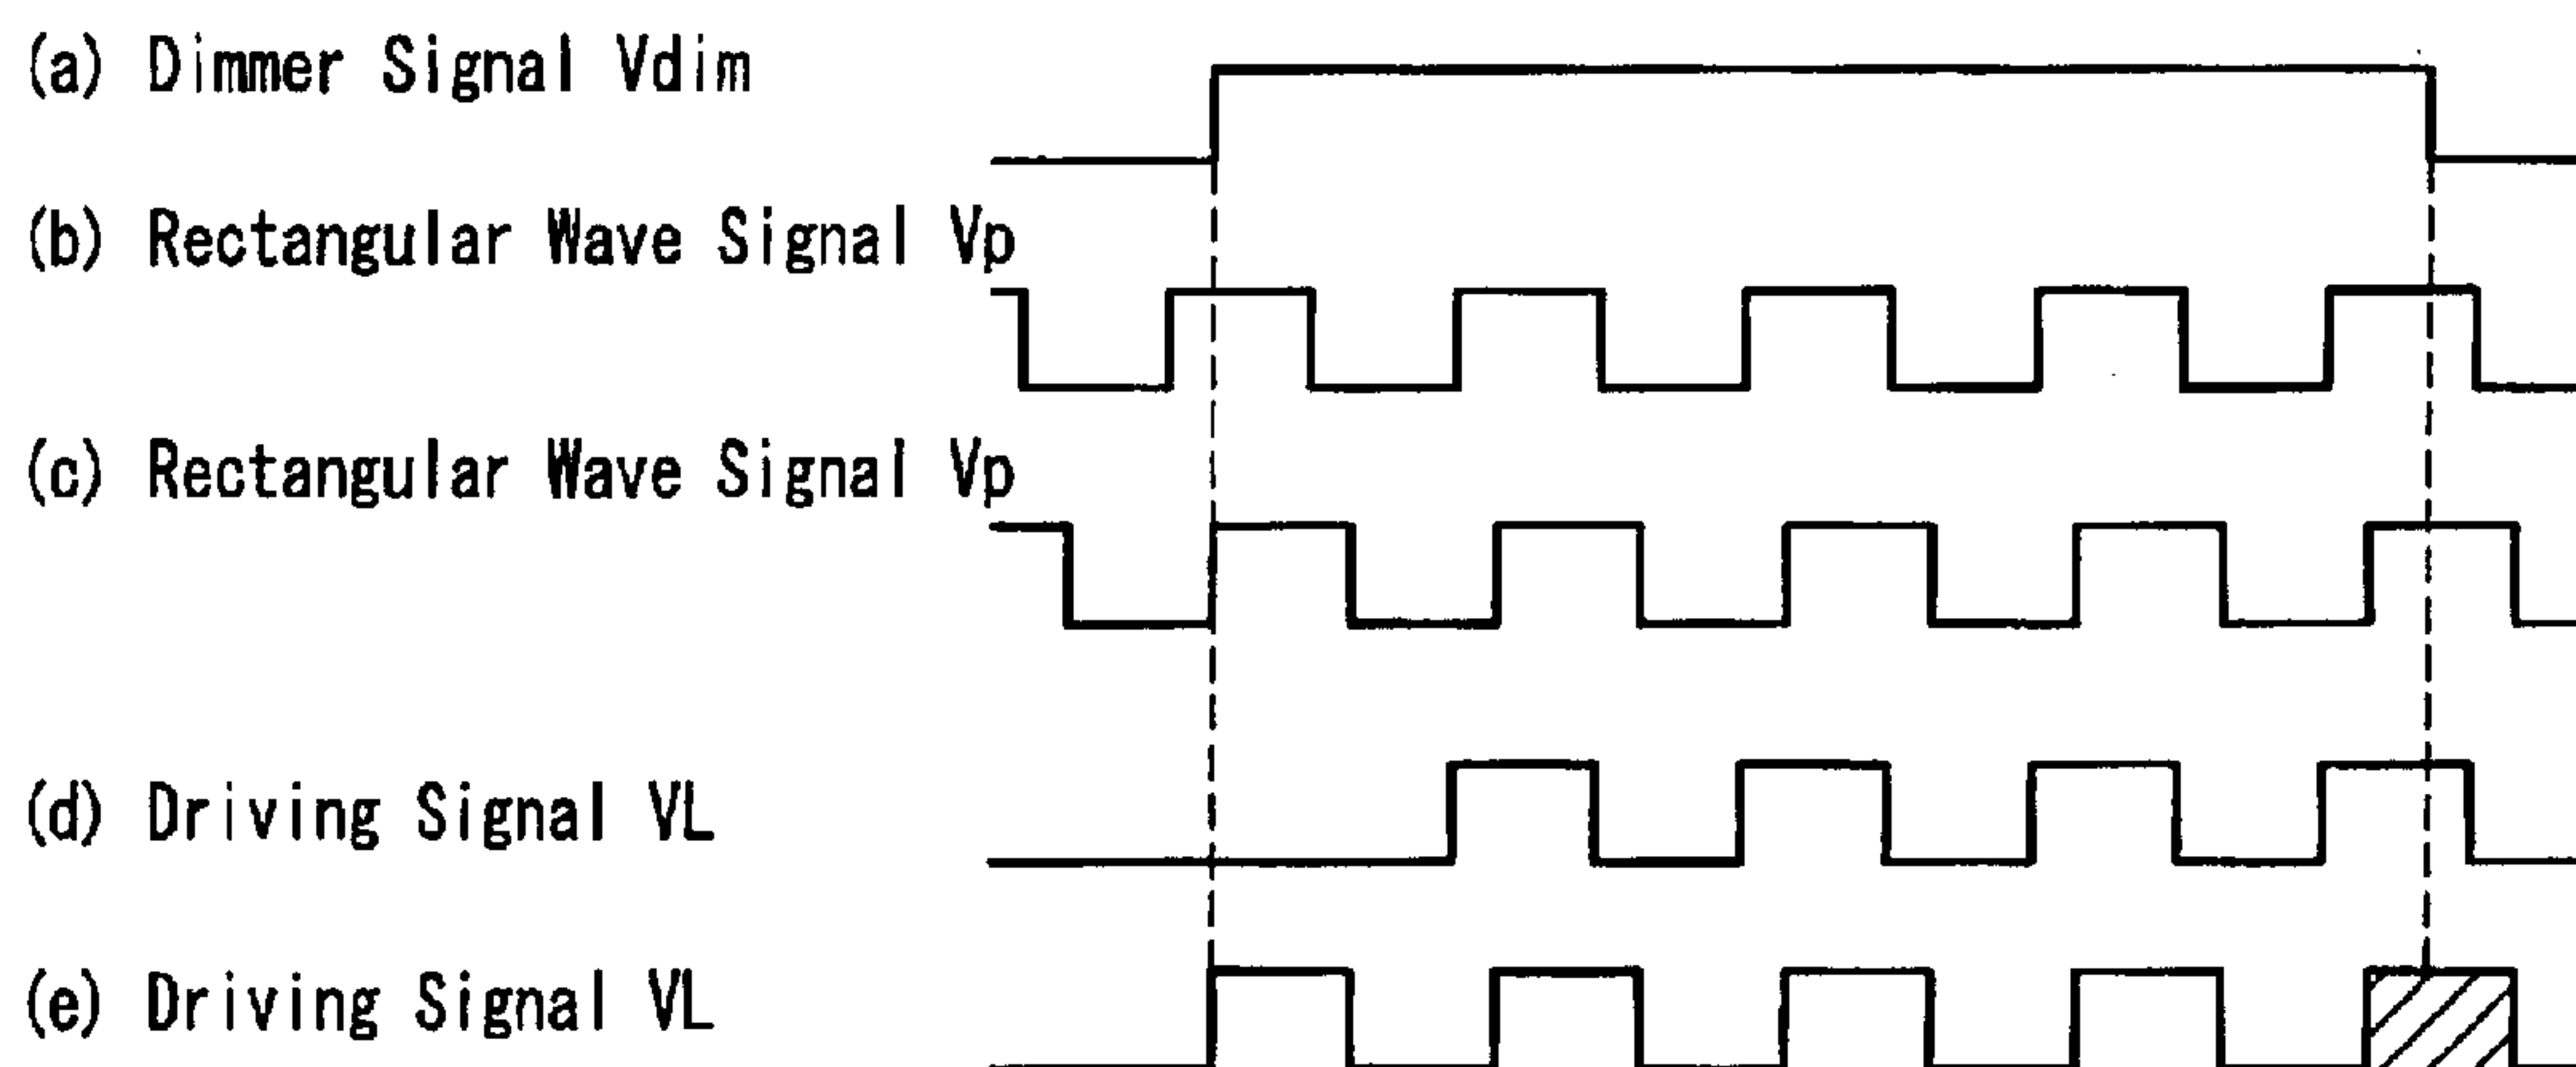 (a) Dimmer Signal Vdim
(b) Rectangular Wave Signal Vp
(c) Rectangular Wave Signal Vp
(d) Driving Signal VL
(e) Driving Signal VL